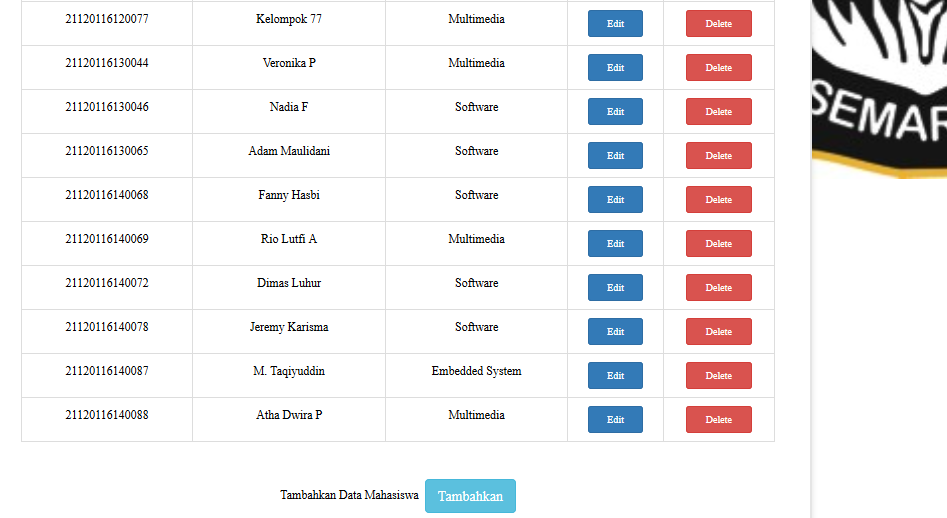 21120116120077 Kelompok 77 Multimedia Edit Delete
21120116130044 Veronika P Multimedia Edit Delete
21120116130046 Nadia F Software Edit Delete
21120116130065 Adam Maulidani Software Edit Delete
21120116140068 Fanny Hasbi Software Edit Delete
21120116140069 Rio Lutfi A Multimedia Edit Delete
21120116140072 Dimas Luhur Software Edit Delete
21120116140078 Jeremy Karisma Software Edit Delete
21120116140087 M. Taqiyuddin Embedded System Edit Delete
21120116140088 Atha Dwira P Multimedia Edit Delete
Tambahkan Data Mahasiswa Tambahkan
SEMAR